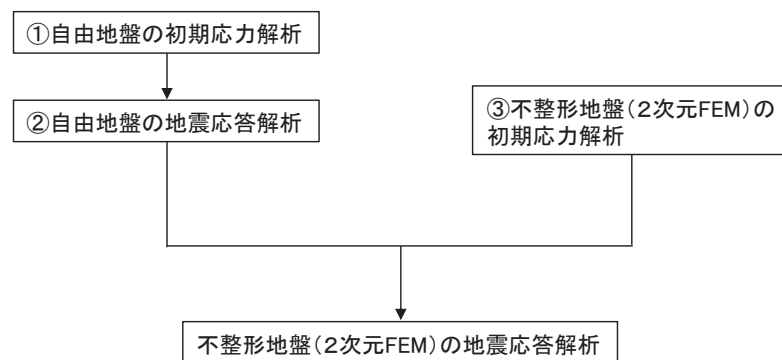 ①自由地盤の初期応力解析
②自由地盤の地震応答解析
③不整形地盤(2次元FEM)の
初期応力解析
不整形地盤(2次元FEM)の地震応答解析